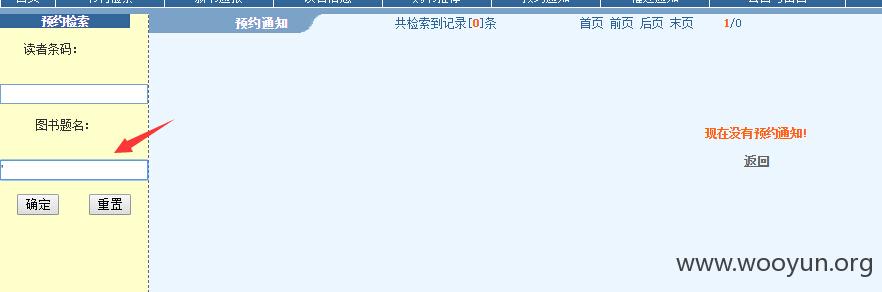 预约检索
预约通知
共检索到记录[0]条
首页 前页 后页 末页
1/0
读者条码：
图书题名：
'
确定
重置
现在没有预约通知!
返回
www.wooyun.org